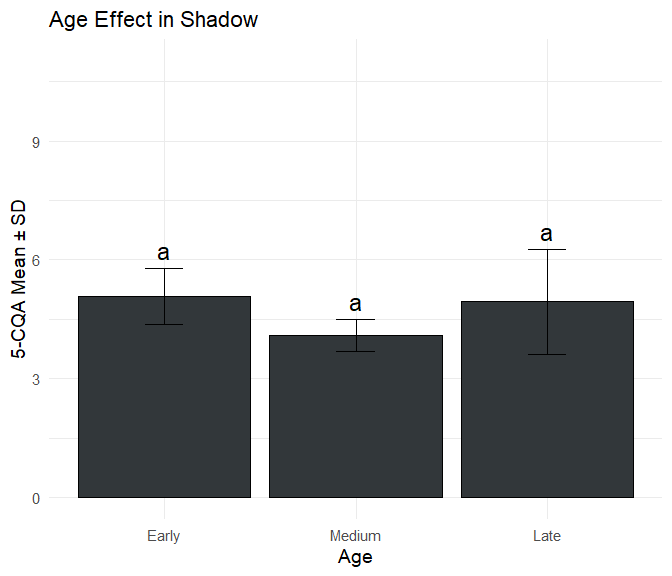 Age Effect in Shadow
5-CQA Mean ± SD
9
6
3
0
a
a
a
Early
Medium
Late
Age